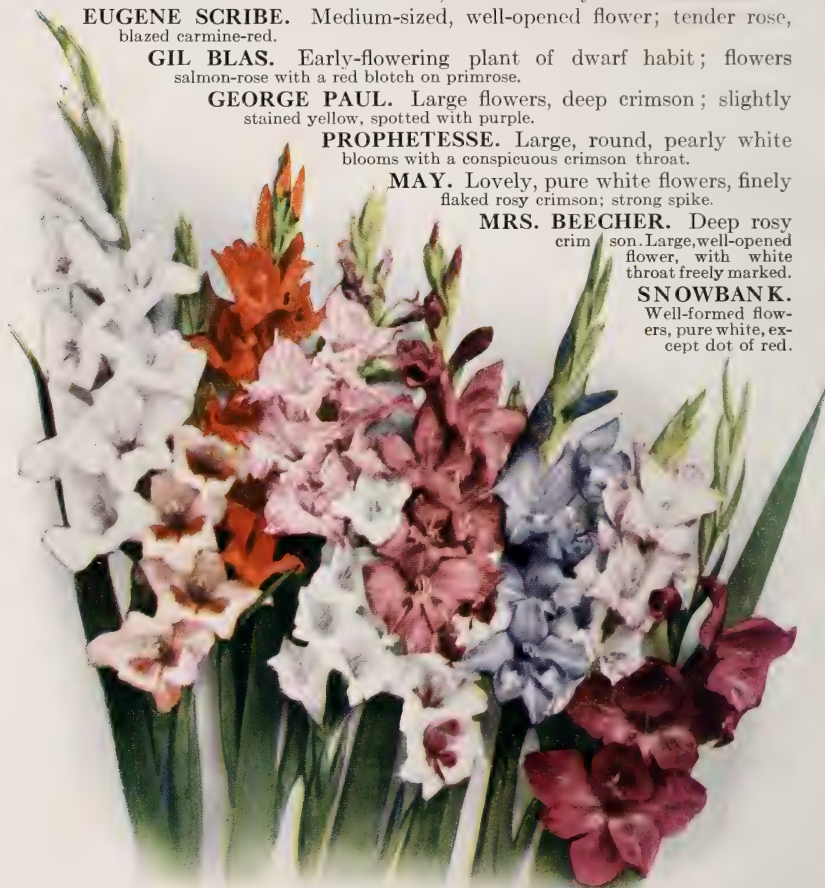 EUGENE SCRIBE. Medium-sized, well-opened flower; tender rose,
blazed carmine-red.
GIL BLAS. Early-flowering plant of dwarf habit; flowers
salmon-rose with a red blotch on primrose.
GEORGE PAUL. Large flowers, deep crimson; slightly
stained yellow, spotted with purple.
PROPHETESSE. Large, round, pearly white
blooms with a conspicuous crimson throat.
MAY. Lovely, pure white flowers, finely
flaked rosy crimson; strong spike.
MRS. BEECHER. Deep rosy
crim son. Large, well-opened
flower, with white
throat freely marked.
SNOWBANK.
Well-formed flow-
ers, pure white, ex-
cept dot of red.